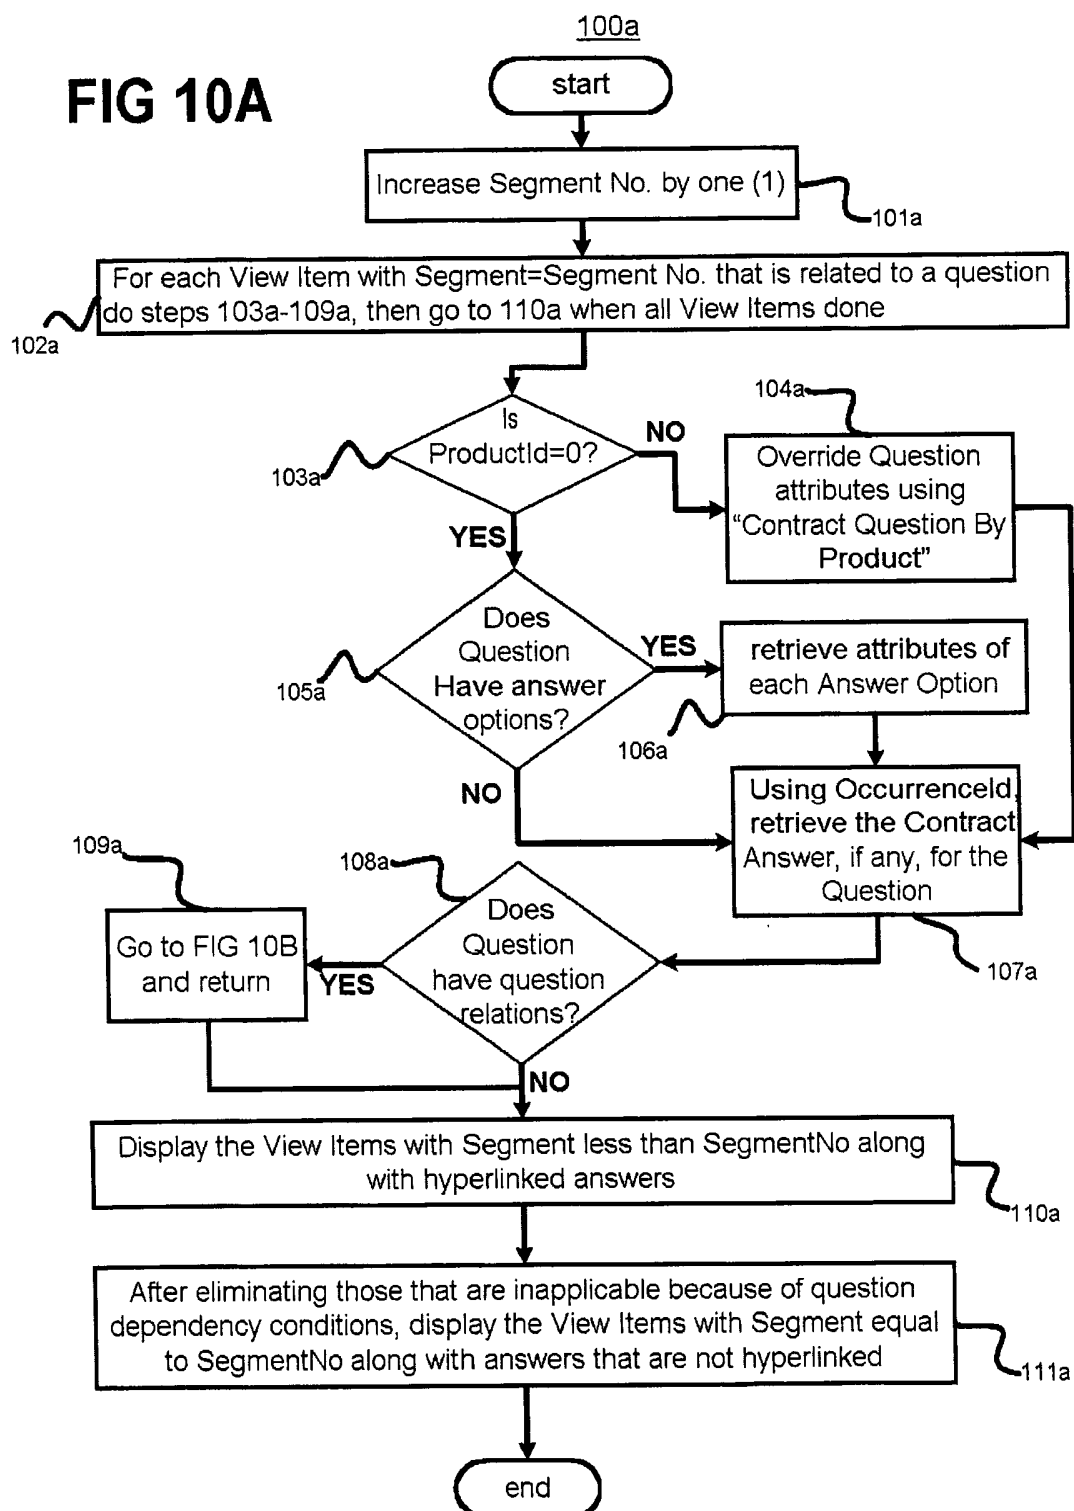 100a
FIG 10A
start
Increase Segment No. by one (1)
101a
For each View Item with Segment=Segment No. that is related to a question
do steps 103a-109a, then go to 110a when all View Items done
102a
Is
ProductId=0?
103a
NO
104a
Override Question
attributes using
“Contract Question By
Product”
YES
Does
Question
Have answer
options?
105a
YES
retrieve attributes of
each Answer Option
106a
NO
Using OccurrenceId,
retrieve the Contract
Answer, if any, for the
Question
107a
108a
Does
Question
have question
relations?
109a
YES
Go to FIG 10B
and return
NO
Display the View Items with Segment less than SegmentNo along
with hyperlinked answers
110a
After eliminating those that are inapplicable because of question
dependency conditions, display the View Items with Segment equal
to SegmentNo along with answers that are not hyperlinked
111a
end